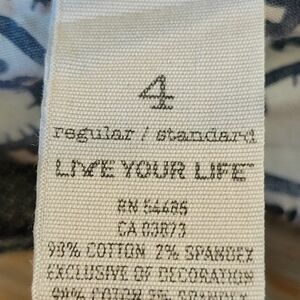 4
regular / standard
LIVE YOUR LIFE
RN 54485
CA 03873
98% COTTON 2% SPANDEX
EXCLUSIVE OF DECORATION